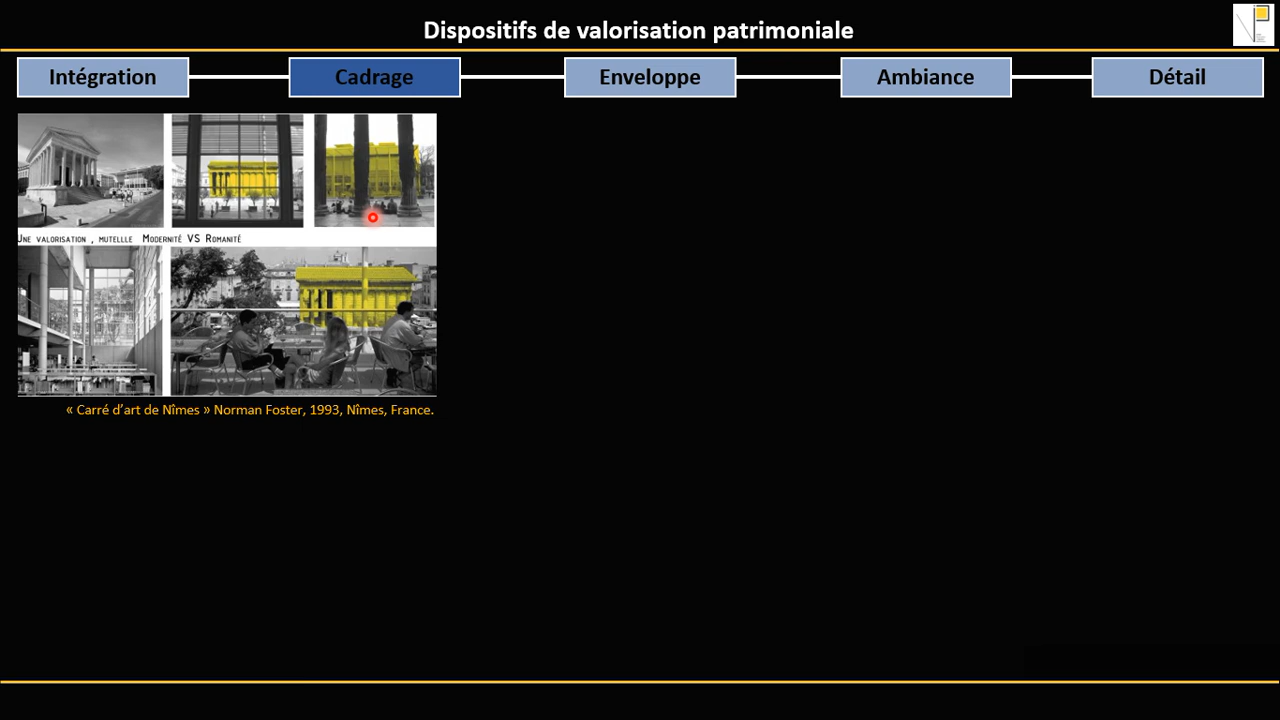 Dispositifs de valorisation patrimoniale
Intégration
Cadrage
Enveloppe
Ambiance
Détail
Une valorisation , mutellle Modernité VS Romanité
« Carré d'art de Nîmes » Norman Foster, 1993, Nîmes, France.